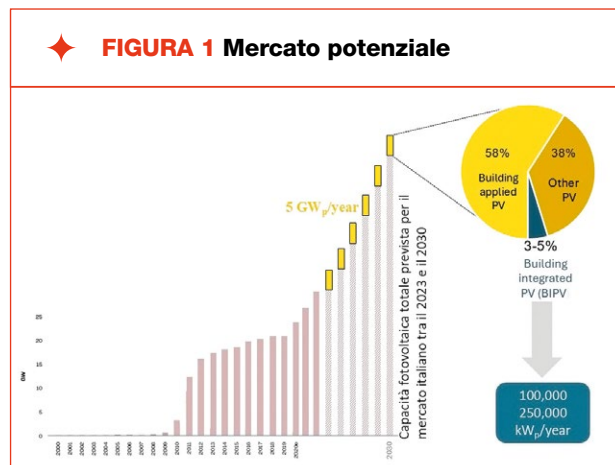 FIGURA 1 Mercato potenziale
5 GWp/year
Capacità fotovoltaica totale prevista per il
mercato italiano tra il 2023 e il 2030
58%
Building
applied
PV
38%
Other
PV
3-5%
Building
integrated
PV (BIPV
100,000
250,000
kWp/year
GW
25
20
15
10
5
0
2000
2001
2002
2003
2004
2005
2006
2007
2008
2009
2010
2011
2012
2013
2014
2015
2016
2017
2018
2019
2020e
2030